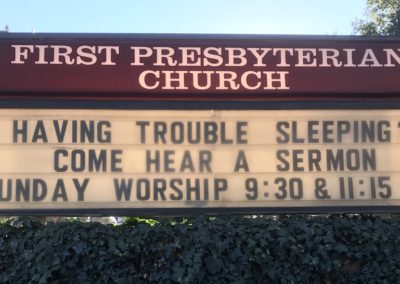 FIRST PRESBYTERIAN
CHURCH
HAVING TROUBLE SLEEPING?
COME HEAR A SERMON
UNDAY WORSHIP 9:30 & 11:15